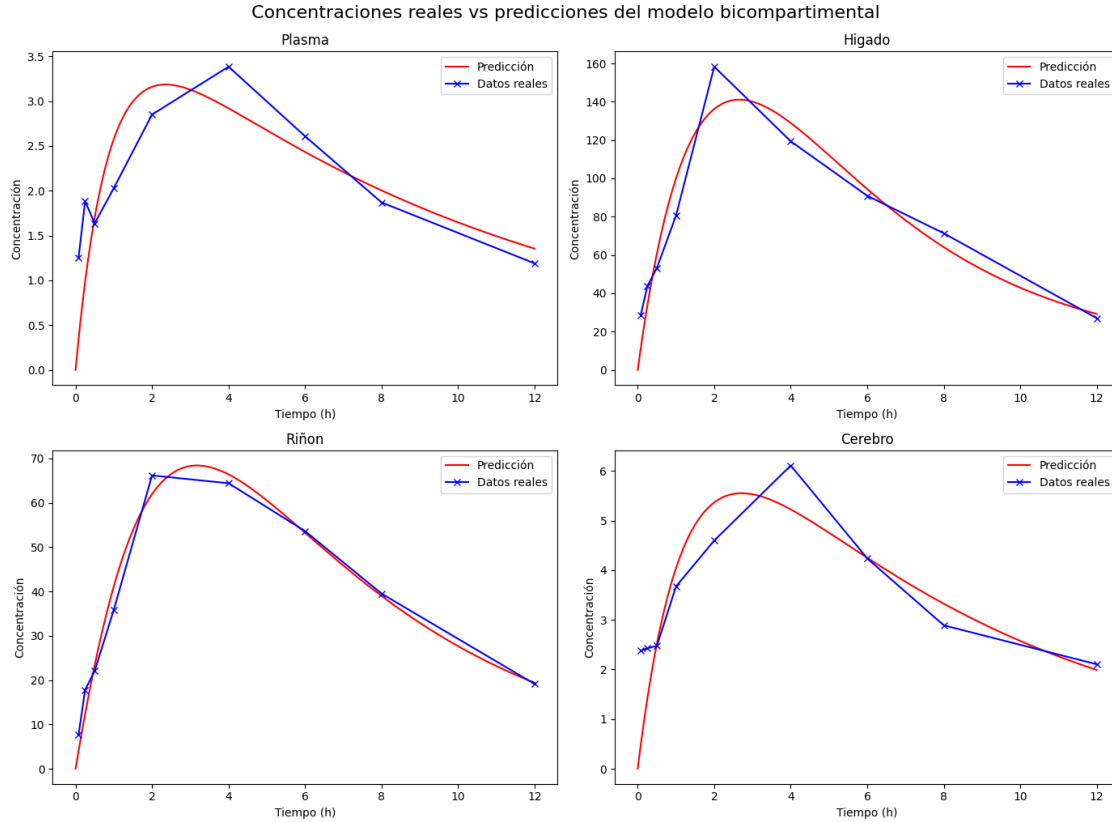 Concentraciones reales vs predicciones del modelo bicompartimental
Plasma
Predicción
Datos reales
Concentración
3.5
3.0
2.5
2.0
1.5
1.0
0.5
0.0
0 2 4 6 8 10 12
Tiempo (h)
Higado
Predicción
Datos reales
Concentración
160
140
120
100
80
60
40
20
0
0 2 4 6 8 10 12
Tiempo (h)
Riñon
Predicción
Datos reales
Concentración
70
60
50
40
30
20
10
0
0 2 4 6 8 10 12
Tiempo (h)
Cerebro
Predicción
Datos reales
Concentración
6
5
4
3
2
1
0
0 2 4 6 8 10 12
Tiempo (h)